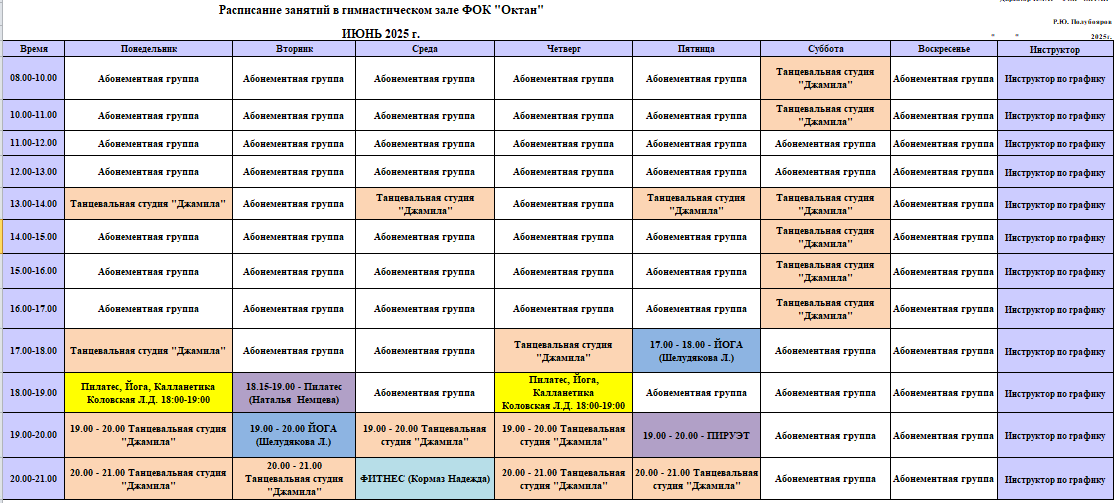 Расписание занятий в гимнастическом зале ФОК "Октан"
Р.Ю. Полубояров
ИЮНЬ 2025 г.
" "
2025г.
Время Понедельник Вторник Среда Четверг Пятница Суббота Воскресенье Инструктор
08.00-10.00 Абонементная группа Абонементная группа Абонементная группа Абонементная группа Абонементная группа Танцевальная студия "Джамила" Абонементная группа Инструктор по графику
10.00-11.00 Абонементная группа Абонементная группа Абонементная группа Абонементная группа Абонементная группа Танцевальная студия "Джамила" Абонементная группа Инструктор по графику
11.00-12.00 Абонементная группа Абонементная группа Абонементная группа Абонементная группа Абонементная группа Абонементная группа Абонементная группа Инструктор по графику
12.00-13.00 Абонементная группа Абонементная группа Абонементная группа Абонементная группа Абонементная группа Абонементная группа Абонементная группа Инструктор по графику
13.00-14.00 Танцевальная студия "Джамила" Абонементная группа Танцевальная студия "Джамила" Абонементная группа Танцевальная студия "Джамила" Танцевальная студия "Джамила" Абонементная группа Инструктор по графику
14.00-15.00 Абонементная группа Абонементная группа Абонементная группа Абонементная группа Абонементная группа Танцевальная студия "Джамила" Абонементная группа Инструктор по графику
15.00-16.00 Абонементная группа Абонементная группа Абонементная группа Абонементная группа Абонементная группа Танцевальная студия "Джамила" Абонементная группа Инструктор по графику
16.00-17.00 Абонементная группа Абонементная группа Абонементная группа Абонементная группа Абонементная группа Танцевальная студия "Джамила" Абонементная группа Инструктор по графику
17.00-18.00 Танцевальная студия "Джамила" Абонементная группа Абонементная группа Танцевальная студия "Джамила" 17.00 - 18.00 - ЙОГА (Шелудякова Л.) Абонементная группа Абонементная группа Инструктор по графику
18.00-19.00 Пилатес, Йога, Калланетика Коловская Л.Д. 18:00-19:00 18.15-19.00 - Пилатес (Наталья Немцева) Абонементная группа Пилатес, Йога, Калланетика Коловская Л.Д. 18:00-19:00 Абонементная группа Абонементная группа Абонементная группа Инструктор по графику
19.00-20.00 19.00 - 20.00 Танцевальная студия "Джамила" 19.00 - 20.00 ЙОГА (Шелудякова Л.) 19.00 - 20.00 Танцевальная студия "Джамила" 19.00 - 20.00 Танцевальная студия "Джамила" 19.00 - 20.00 - ПИРУЭТ Абонементная группа Абонементная группа Инструктор по графику
20.00-21.00 20.00 - 21.00 Танцевальная студия "Джамила" 20.00 - 21.00 Танцевальная студия "Джамила" ФИТНЕС (Кормаз Надежда) 20.00 - 21.00 Танцевальная студия "Джамила" 20.00 - 21.00 Танцевальная студия "Джамила" Абонементная группа Абонементная группа Инструктор по графику